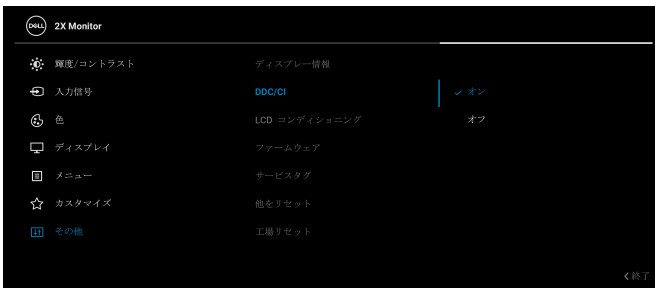 DELL 2X Monitor
輝度/コントラスト ディスプレー情報
入力信号 DDC/CI ✓ オン
色 LCD コンディショニング オフ
ディスプレイ ファームウェア
メニュー サービスタグ
カスタマイズ 他をリセット
その他 工場リセット
終了